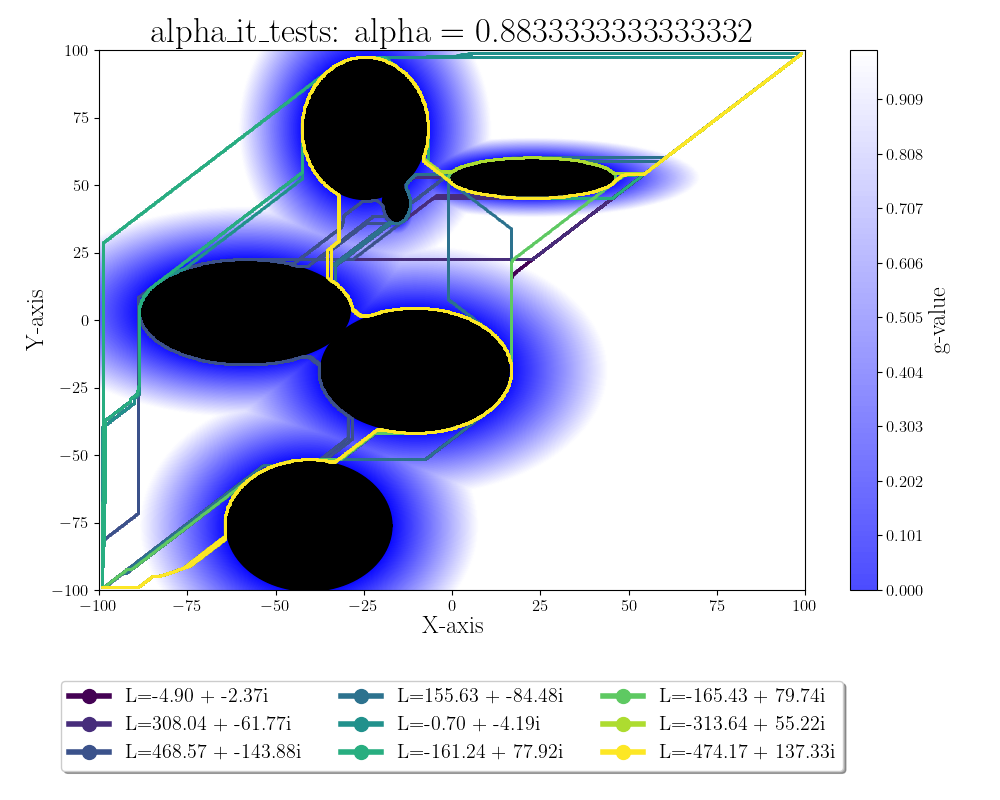 alpha_it_tests: alpha = 0.8833333333333332
100
75
50
25
0
−25
−50
−75
−100
Y-axis
−100 −75 −50 −25 0 25 50 75 100
X-axis
0.909
0.808
0.707
0.606
0.505
0.404
0.303
0.202
0.101
0.000
g-value
L=-4.90 + -2.37i L=155.63 + -84.48i L=-165.43 + 79.74i
L=308.04 + -61.77i L=-0.70 + -4.19i L=-313.64 + 55.22i
L=468.57 + -143.88i L=-161.24 + 77.92i L=-474.17 + 137.33i